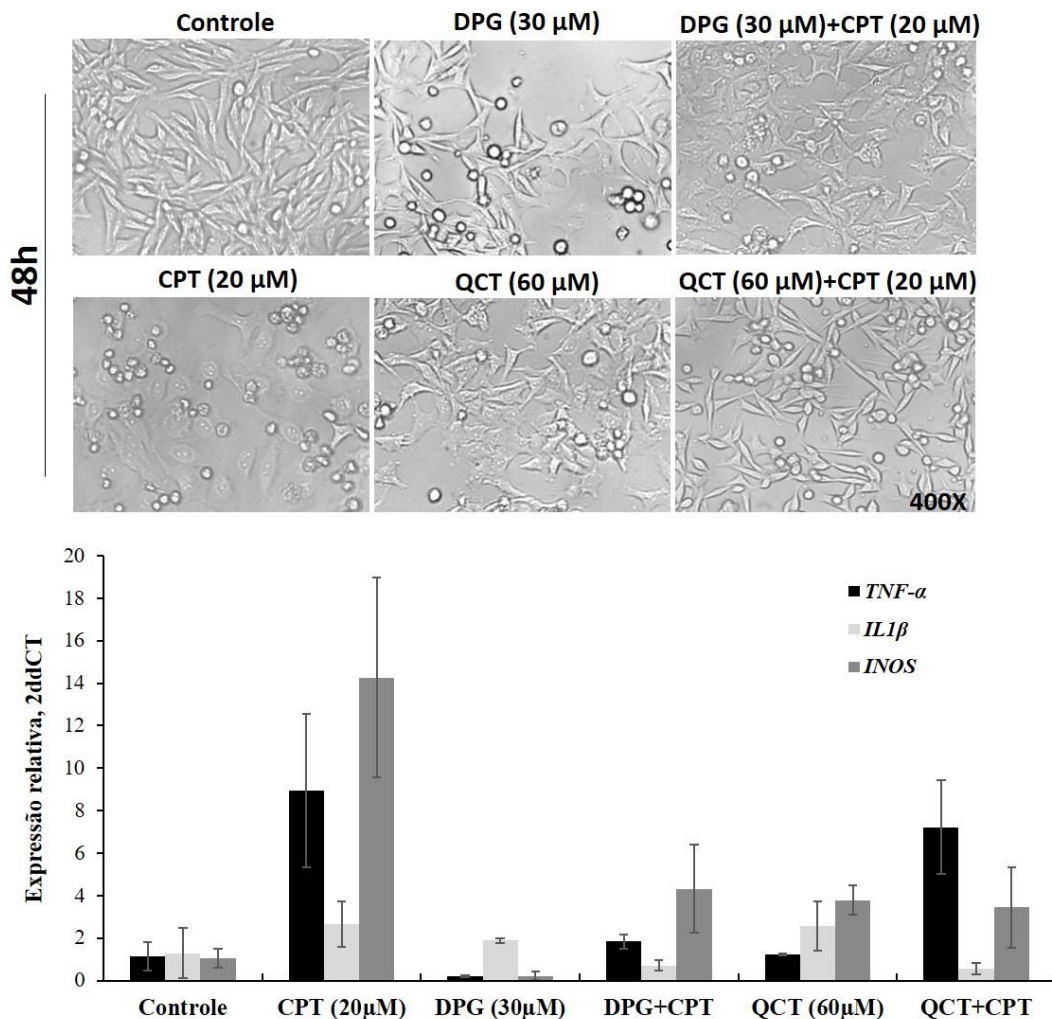 Controle
DPG (30 µM)
DPG (30 µM)+CPT (20 µM)
48h
CPT (20 µM)
QCT (60 µM)
QCT (60 µM)+CPT (20 µM)
400X
Expressão relativa, 2ddCT
20
18
16
14
12
10
8
6
4
2
0
TNF-α
IL1β
INOS
Controle
CPT (20µM)
DPG (30µM)
DPG+CPT
QCT (60µM)
QCT+CPT